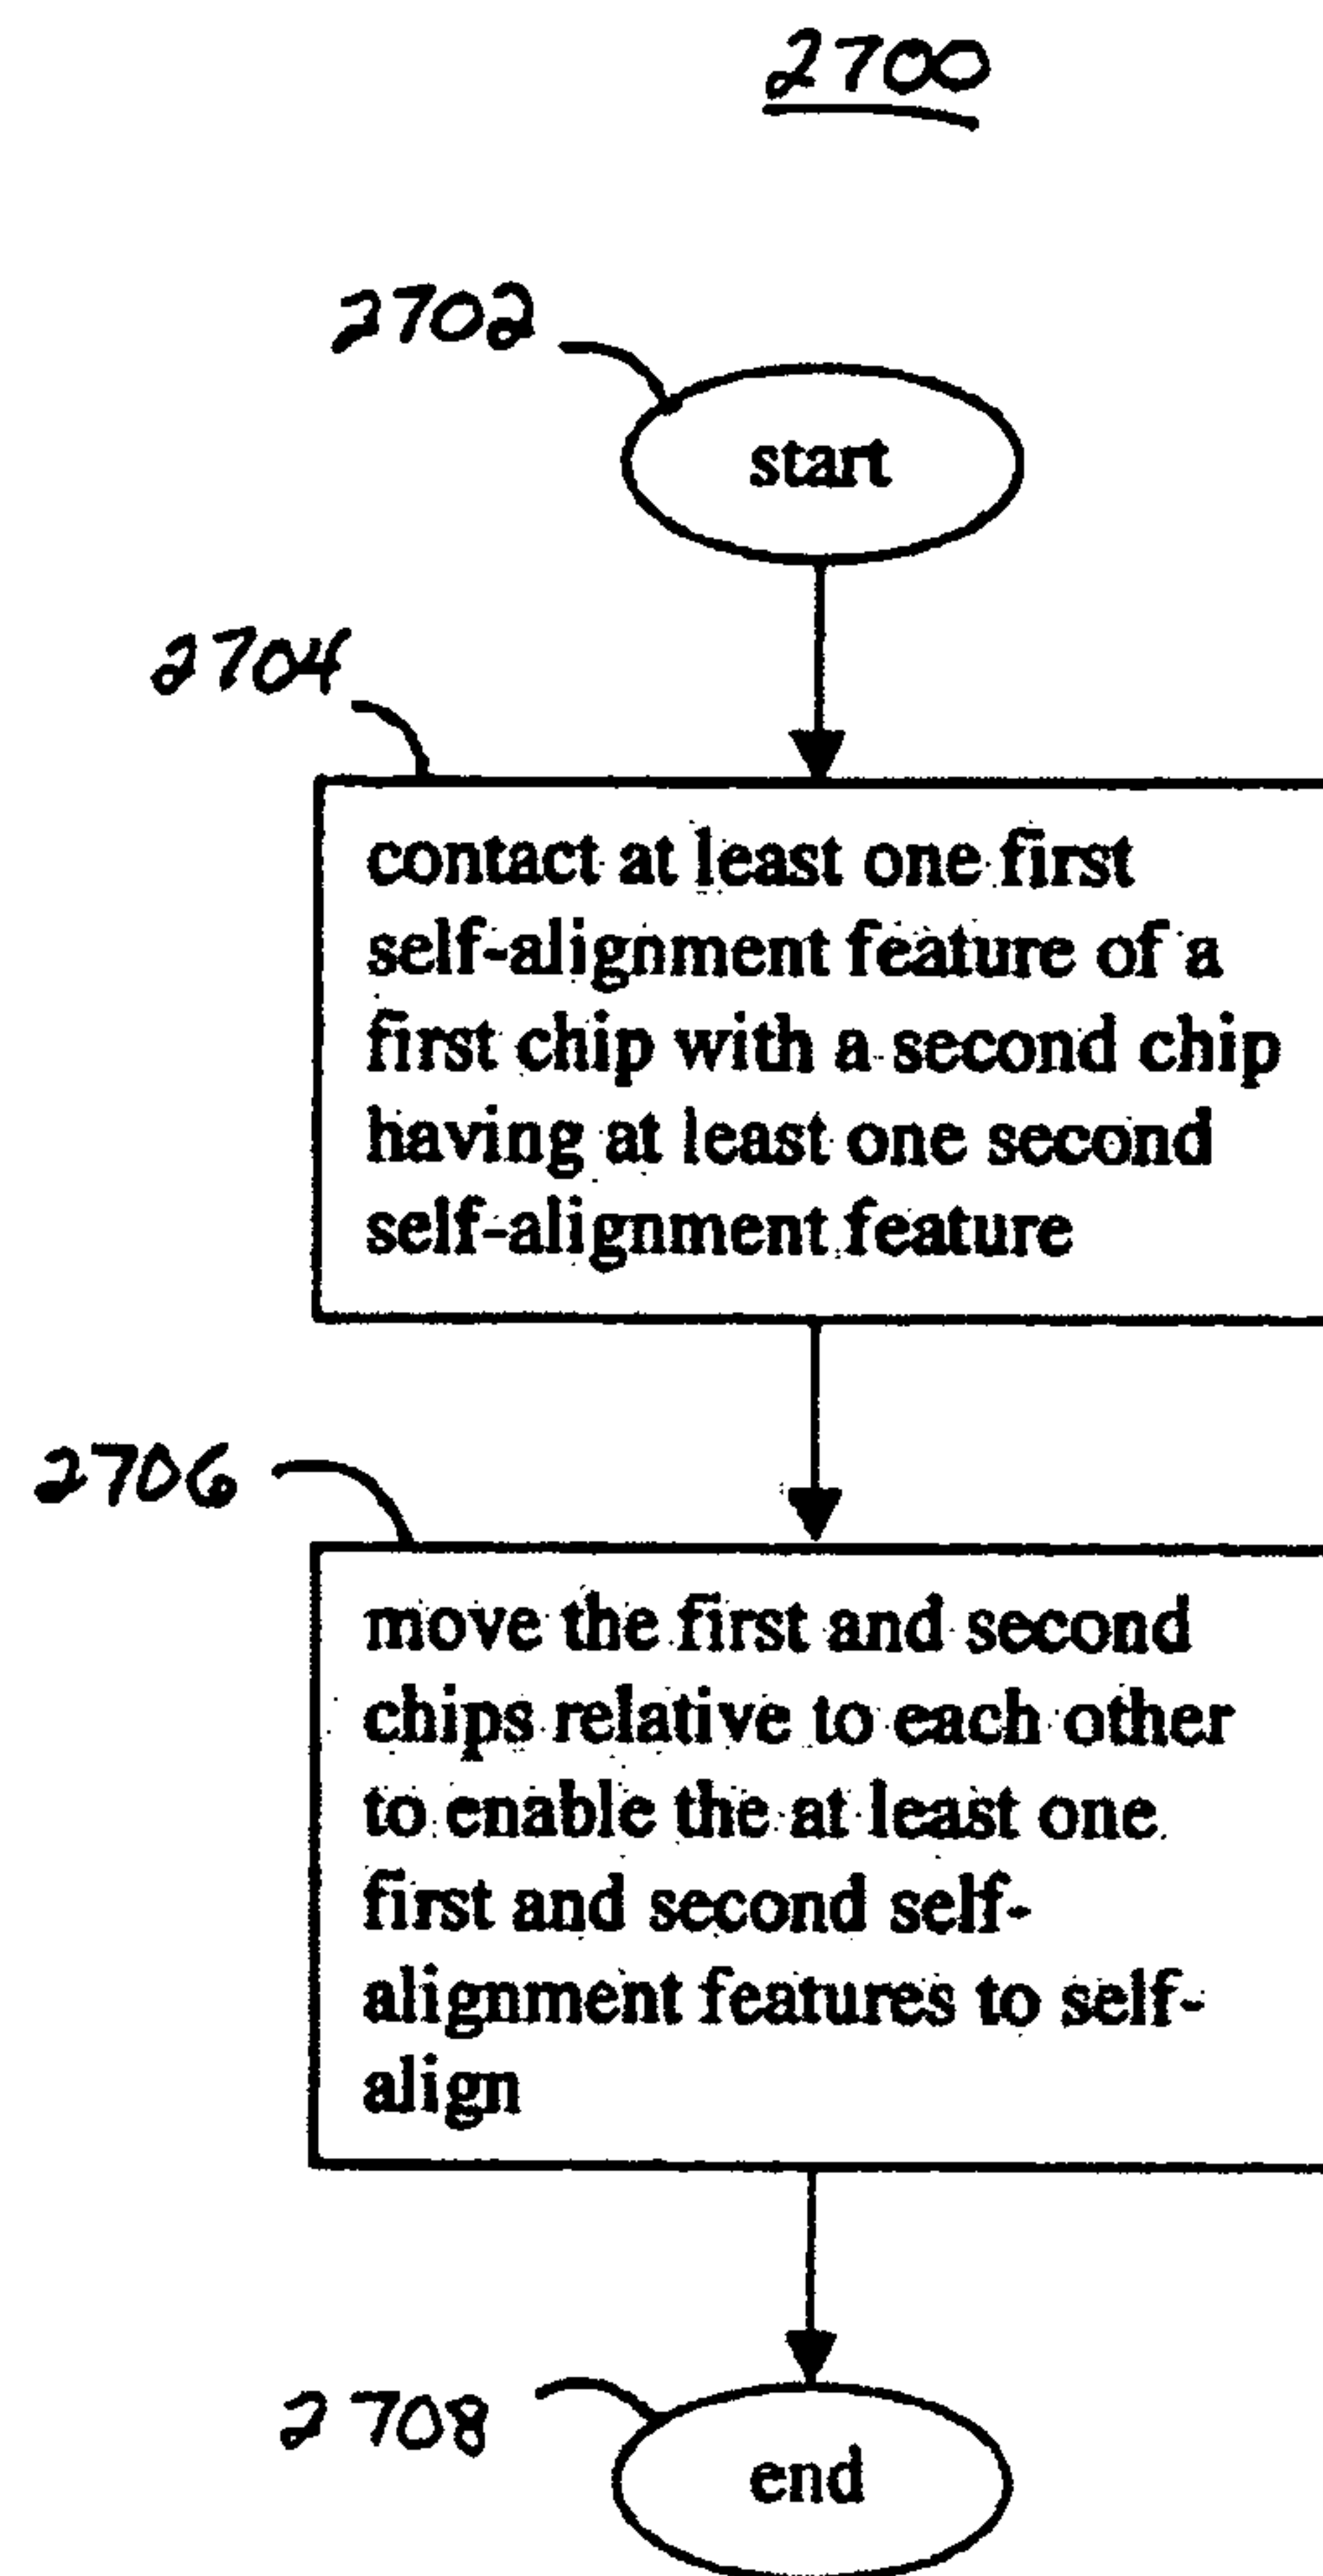 2700
2702
start
2704
contact at least one first
self-alignment feature of a
first chip with a second chip
having at least one second
self-alignment feature
2706
move the first and second
chips relative to each other
to enable the at least one
first and second self-
alignment features to self-
align
2708
end